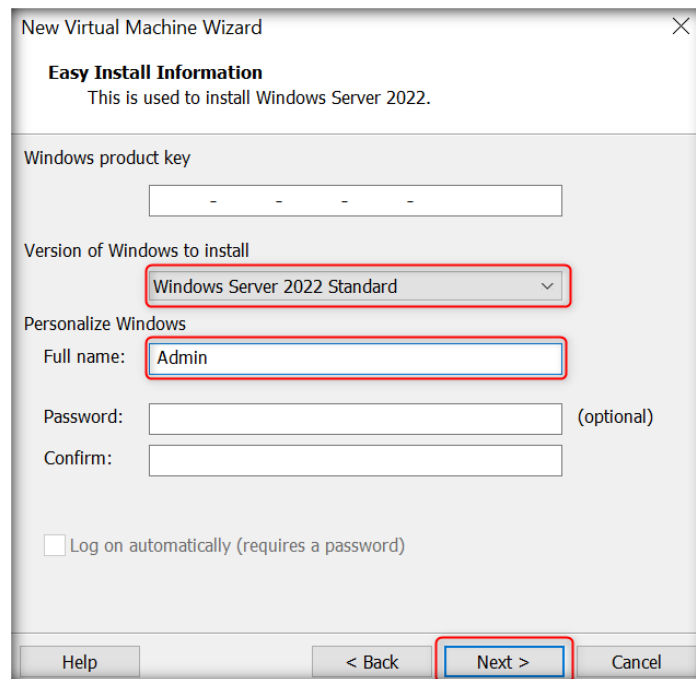 New Virtual Machine Wizard
Easy Install Information
This is used to install Windows Server 2022.
Windows product key
- - - -
Version of Windows to install
Windows Server 2022 Standard
Personalize Windows
Full name: Admin
Password: (optional)
Confirm:
Log on automatically (requires a password)
Help < Back Next > Cancel